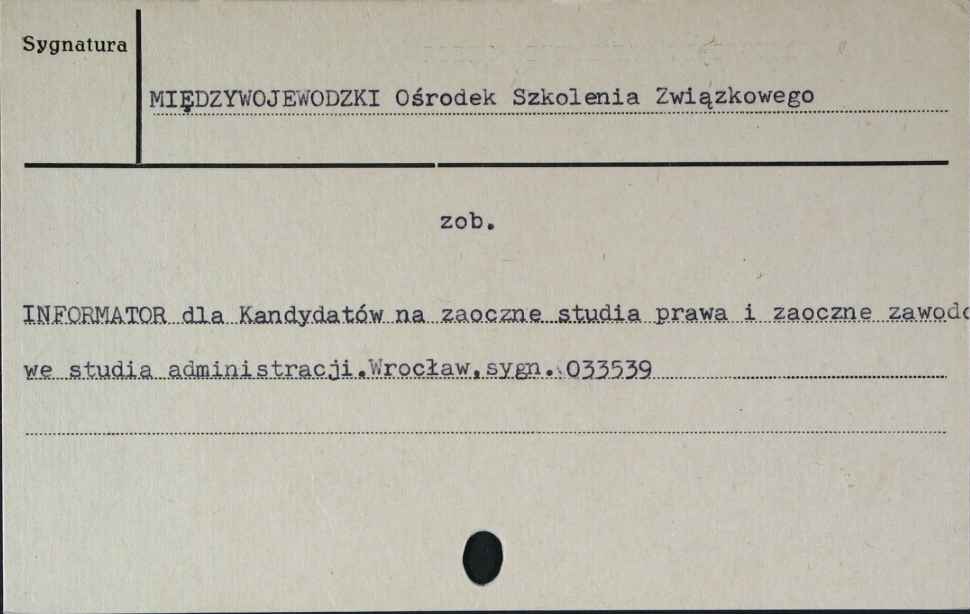 Sygnatura
MIĘDZYWOJEWODZKI Ośrodek Szkolenia Związkowego
zob.
INFORMATOR dla Kandydatów na zaoczne studia prawa i zaoczne zawodo
we studia administracji.Wrocław.sygn. 033539